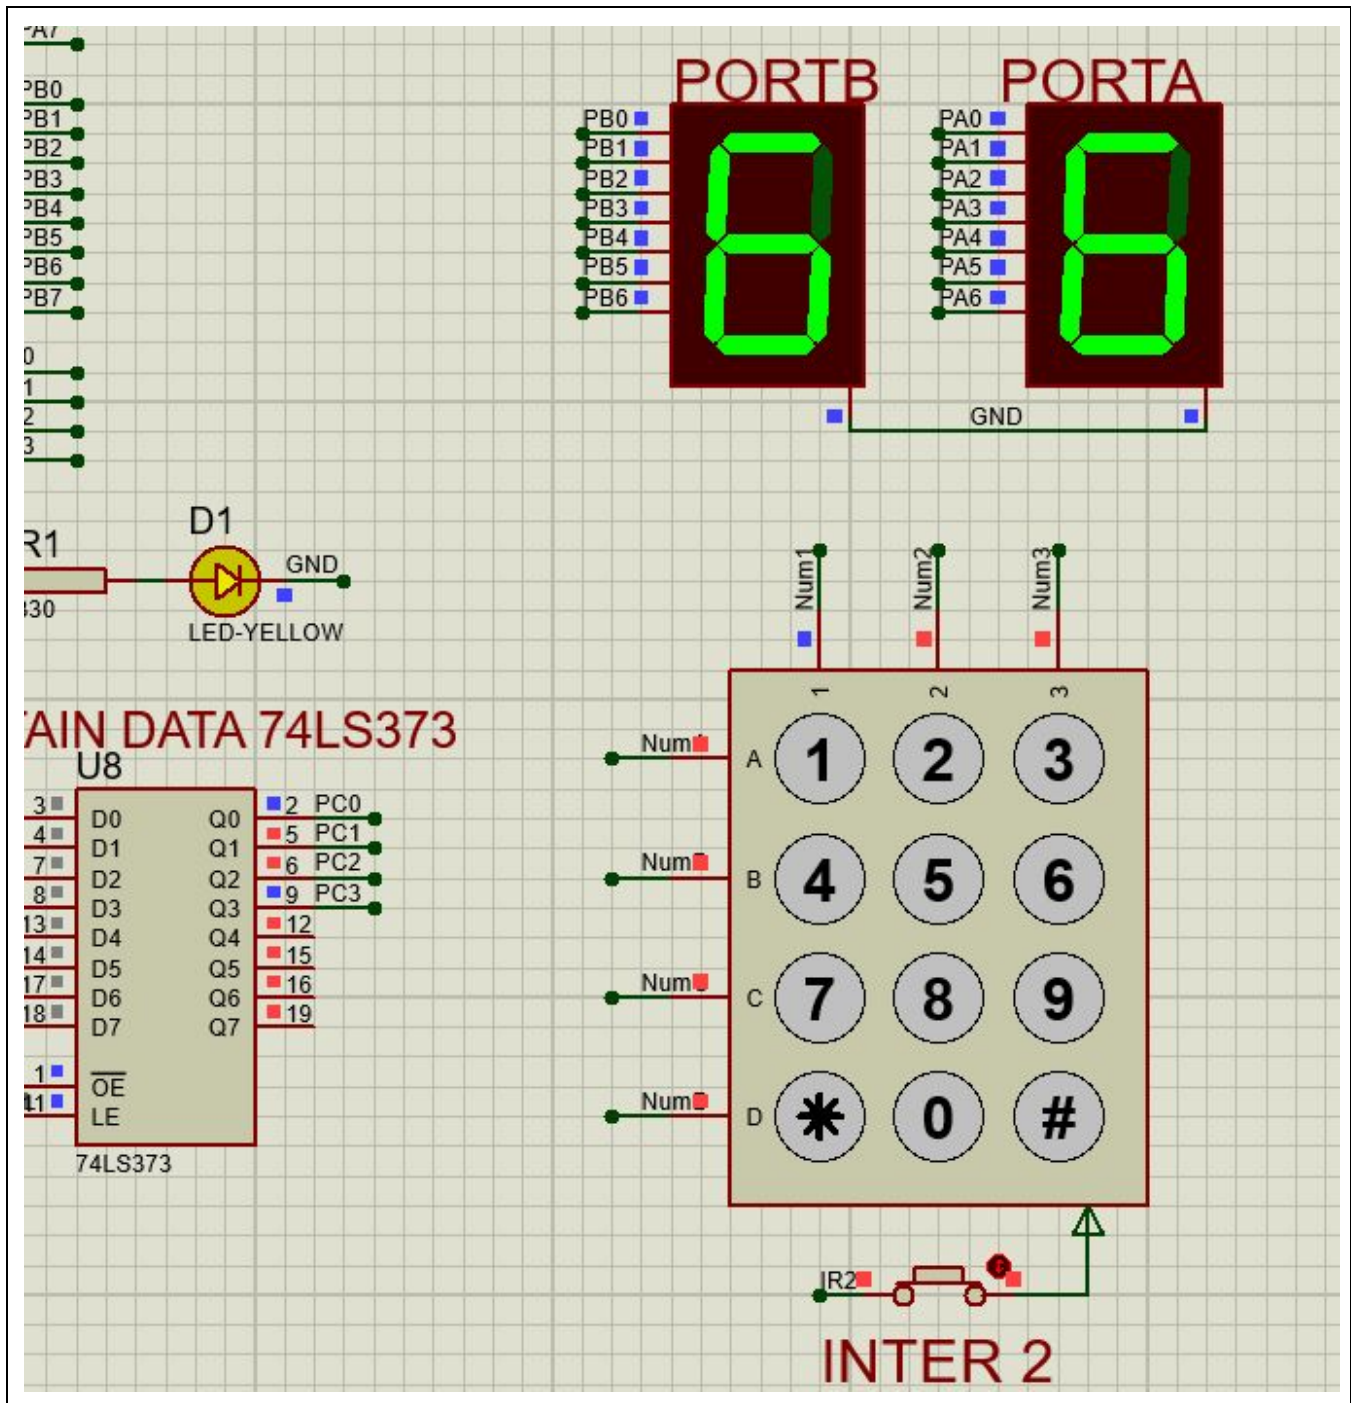 PA7
PORTB PORTA
PB0
PB1
PB2
PB3
PB4
PB5
PB6
PB7
PB0
PB1
PB2
PB3
PB4
PB5
PB6
PA0
PA1
PA2
PA3
PA4
PA5
PA6
6 6
GND
0
1
2
3
R1
330
D1
GND
LED-YELLOW
Num1 Num2 Num3
1 2 3
TAIN DATA 74LS373
U8
3 D0 Q0 2 PC0
4 D1 Q1 5 PC1
7 D2 Q2 6 PC2
8 D3 Q3 9 PC3
13 D4 Q4 12
14 D5 Q5 15
17 D6 Q6 16
18 D7 Q7 19
1 OE
11 LE
74LS373
Num A 1 2 3
Num B 4 5 6
Num C 7 8 9
Num D * 0 #
IR2
INTER 2